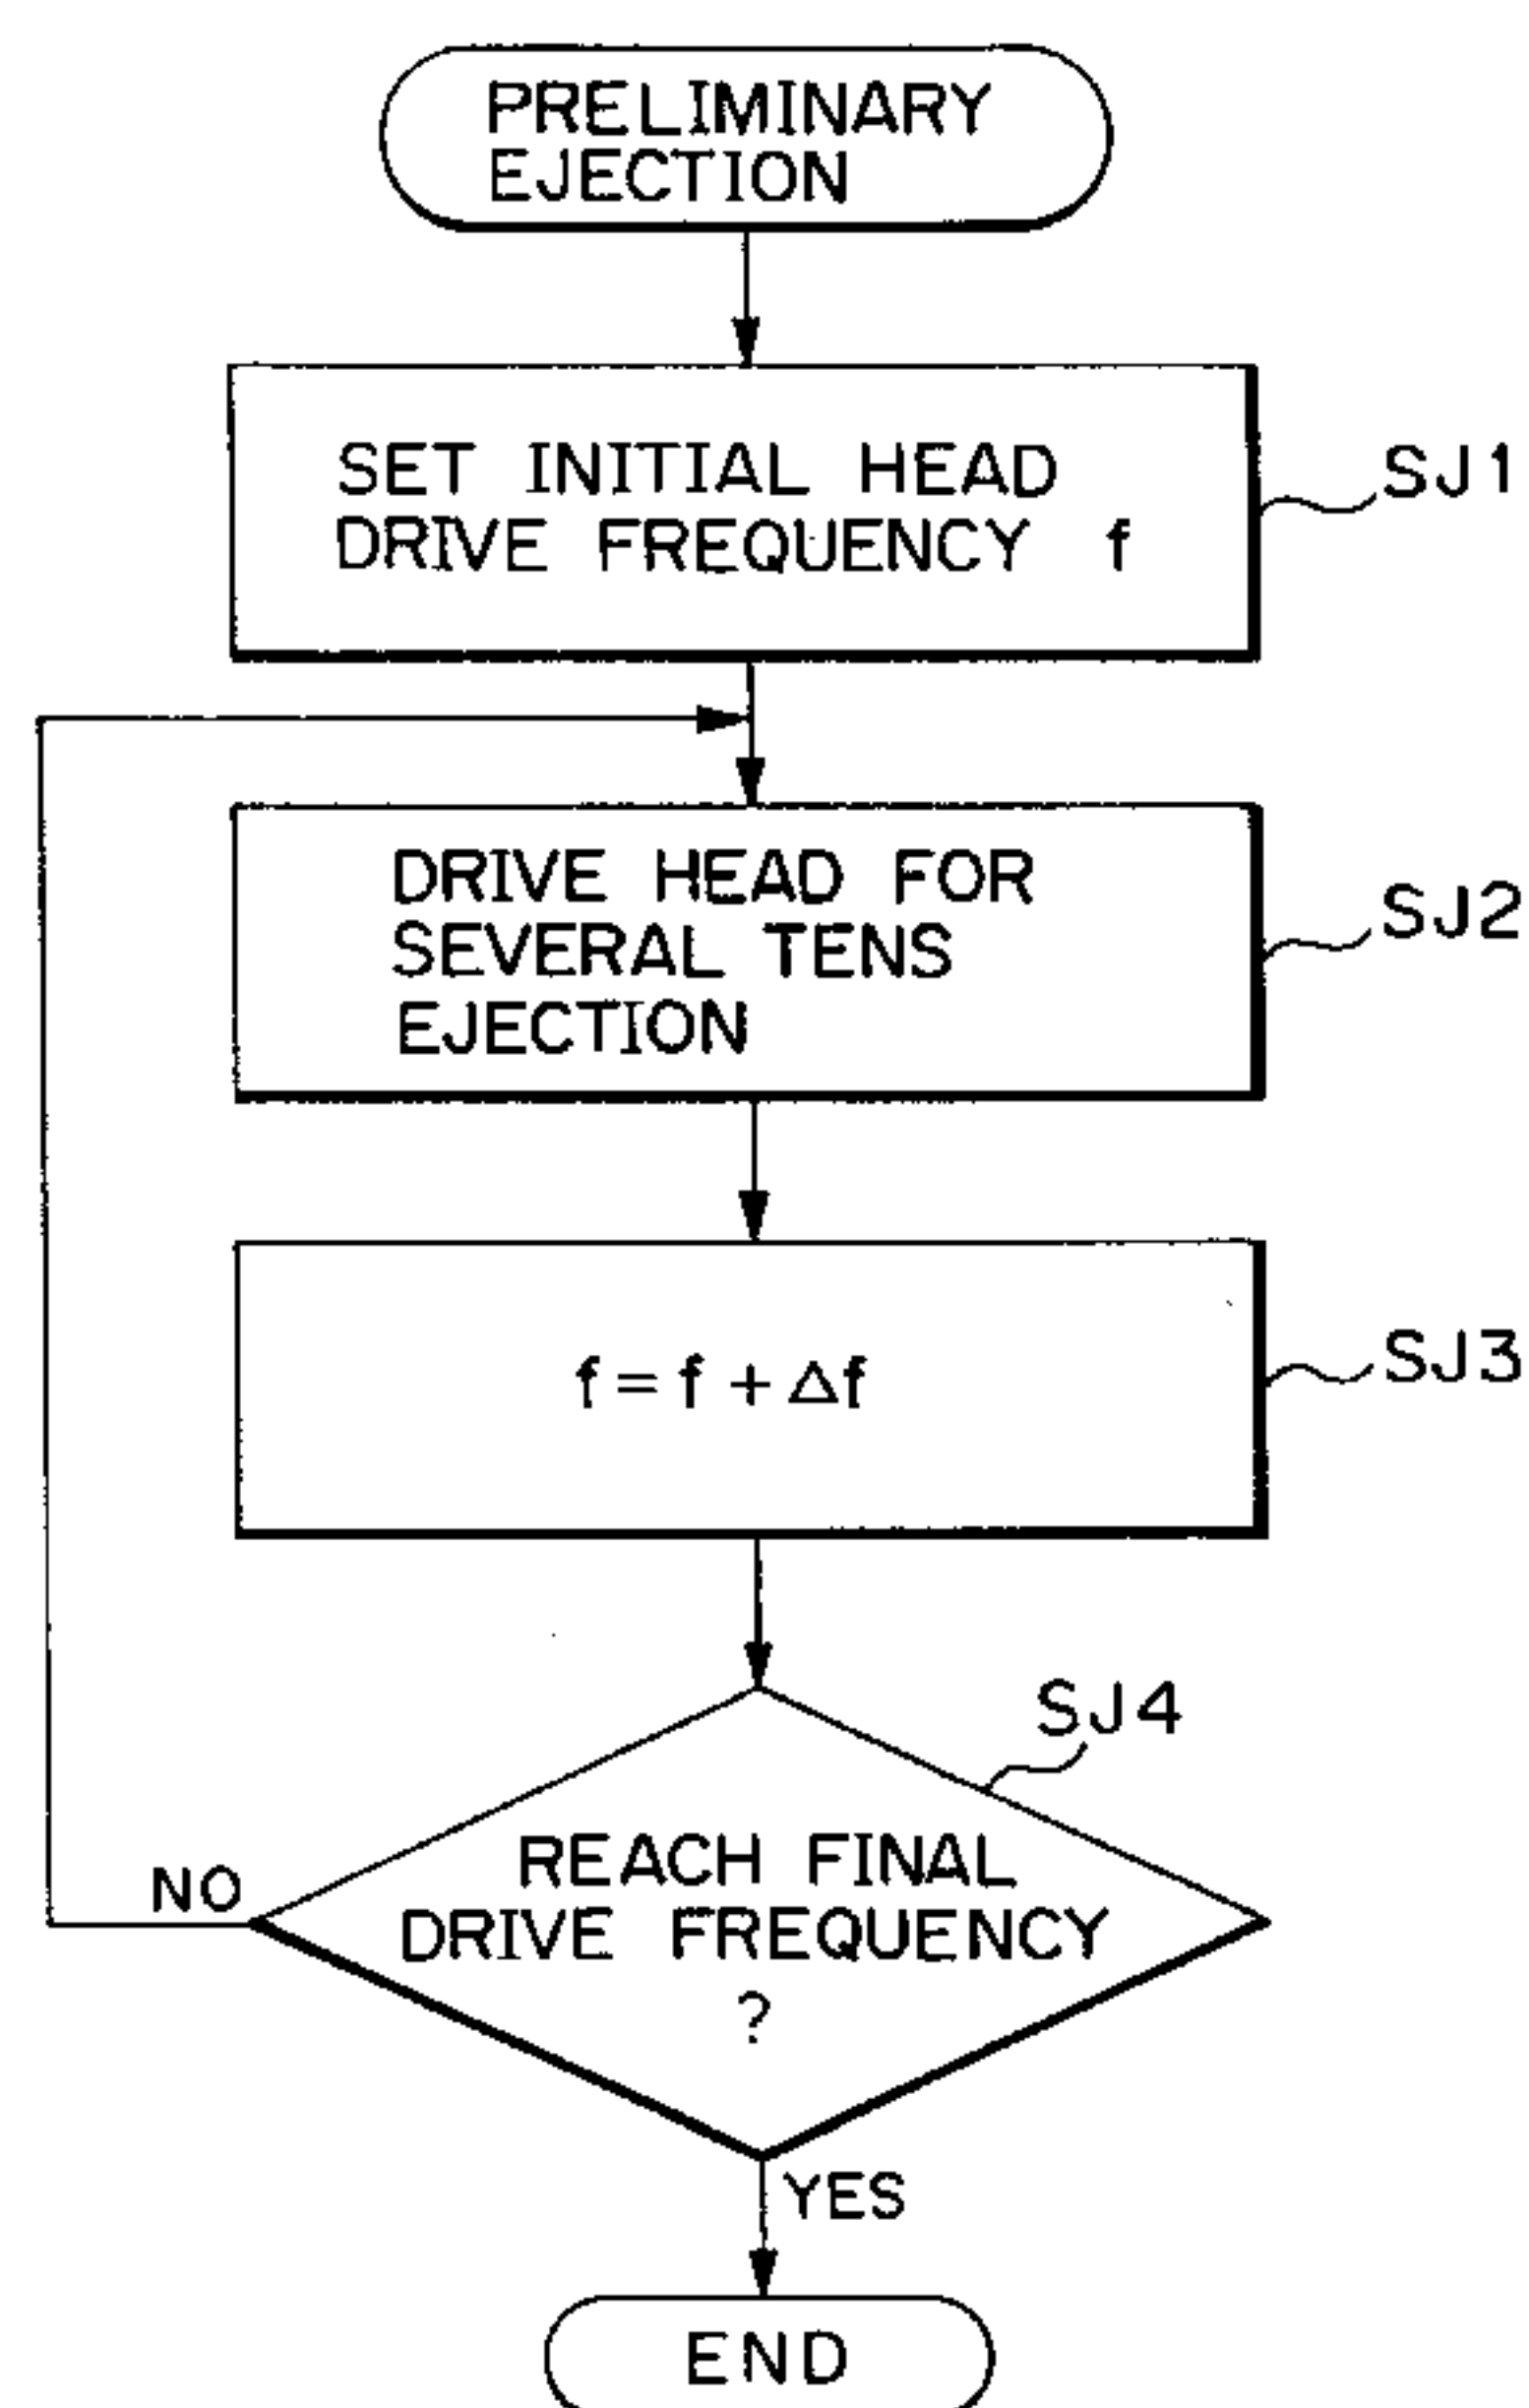 PRELIMINARY
EJECTION
SET INITIAL HEAD
DRIVE FREQUENCY f
SJ1
DRIVE HEAD FOR
SEVERAL TENS
EJECTION
SJ2
f = f + Δf
SJ3
SJ4
REACH FINAL
DRIVE FREQUENCY
?
NO
YES
END